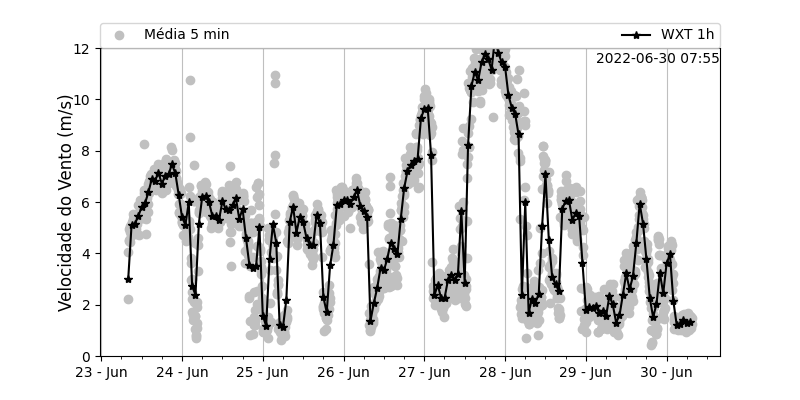 Média 5 min
WXT 1h
2022-06-30 07:55
Velocidade do Vento (m/s)
12
10
8
6
4
2
0
23 - Jun
24 - Jun
25 - Jun
26 - Jun
27 - Jun
28 - Jun
29 - Jun
30 - Jun